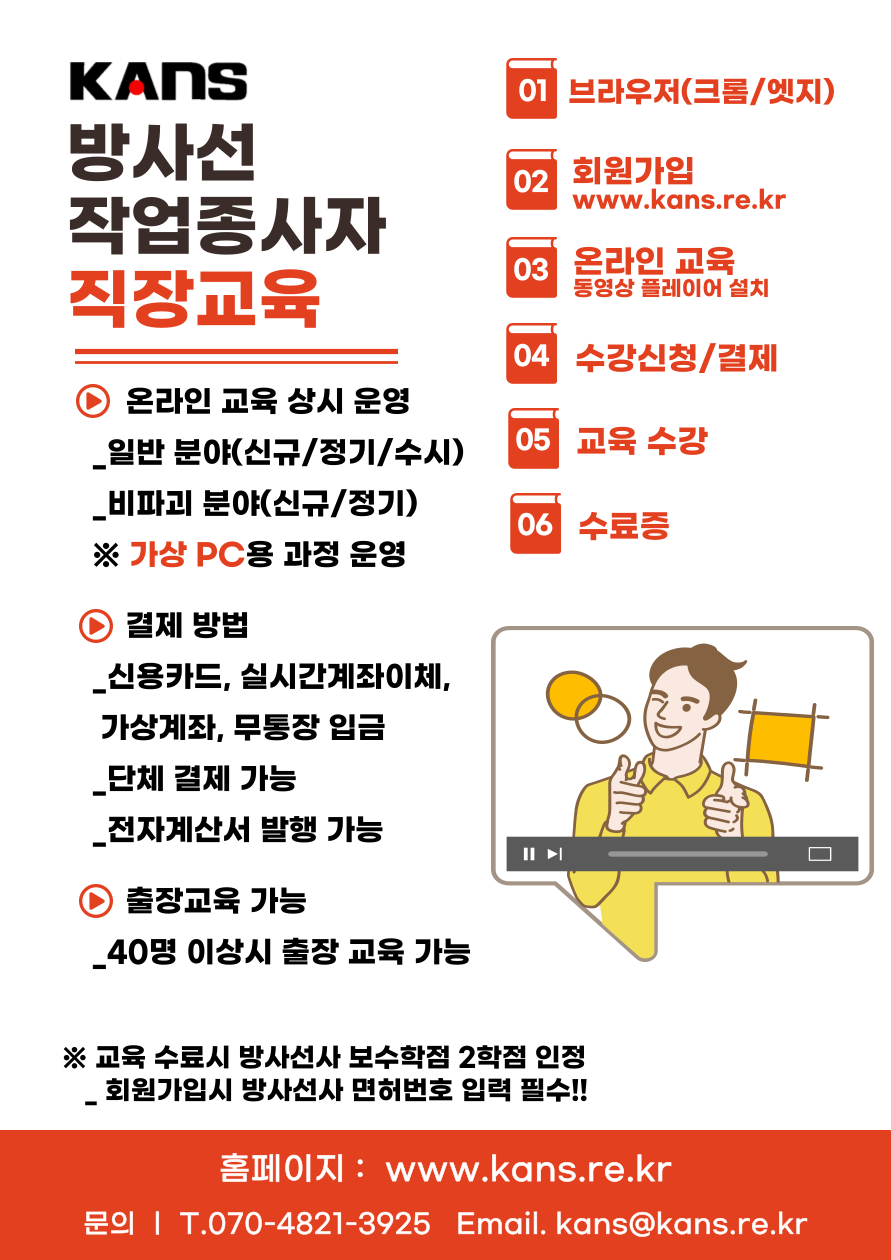 KANS
방사선
작업종사자
직장교육
온라인 교육 상시 운영
_일반 분야(신규/정기/수시)
_비파괴 분야(신규/정기)
※ 가상 PC용 과정 운영
결제 방법
_신용카드, 실시간계좌이체,
가상계좌, 무통장 입금
_단체 결제 가능
_전자계산서 발행 가능
출장교육 가능
_40명 이상시 출장 교육 가능
01 브라우저(크롬/엣지)
02 회원가입
www.kans.re.kr
03 온라인 교육
동영상 플레이어 설치
04 수강신청/결제
05 교육 수강
06 수료증
※ 교육 수료시 방사선사 보수학점 2학점 인정
_ 회원가입시 방사선사 면허번호 입력 필수!!
홈페이지 : www.kans.re.kr
문의 ㅣ T.070-4821-3925 Email. kans@kans.re.kr